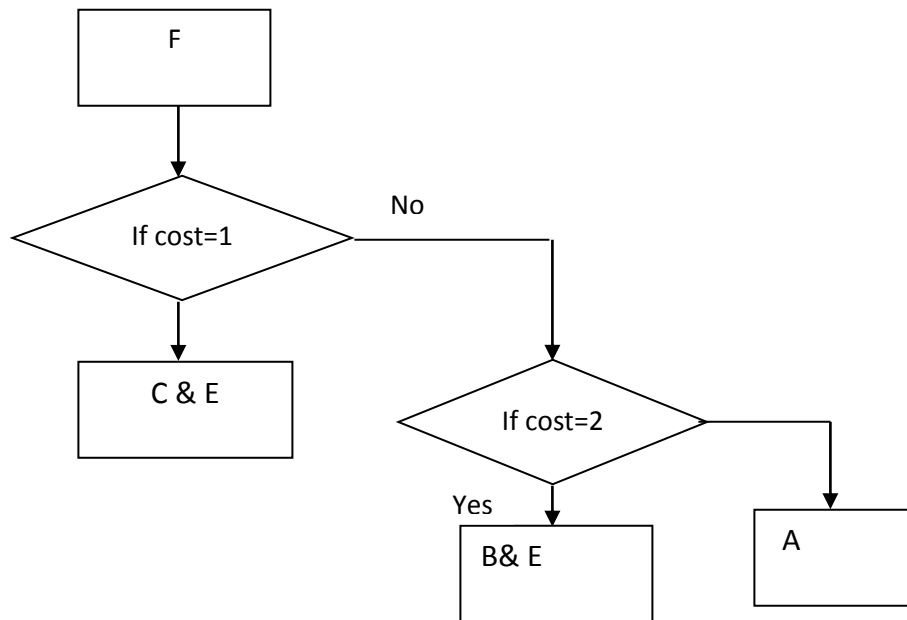 F
No
If cost=1
C & E
If cost=2
Yes
B& E
A